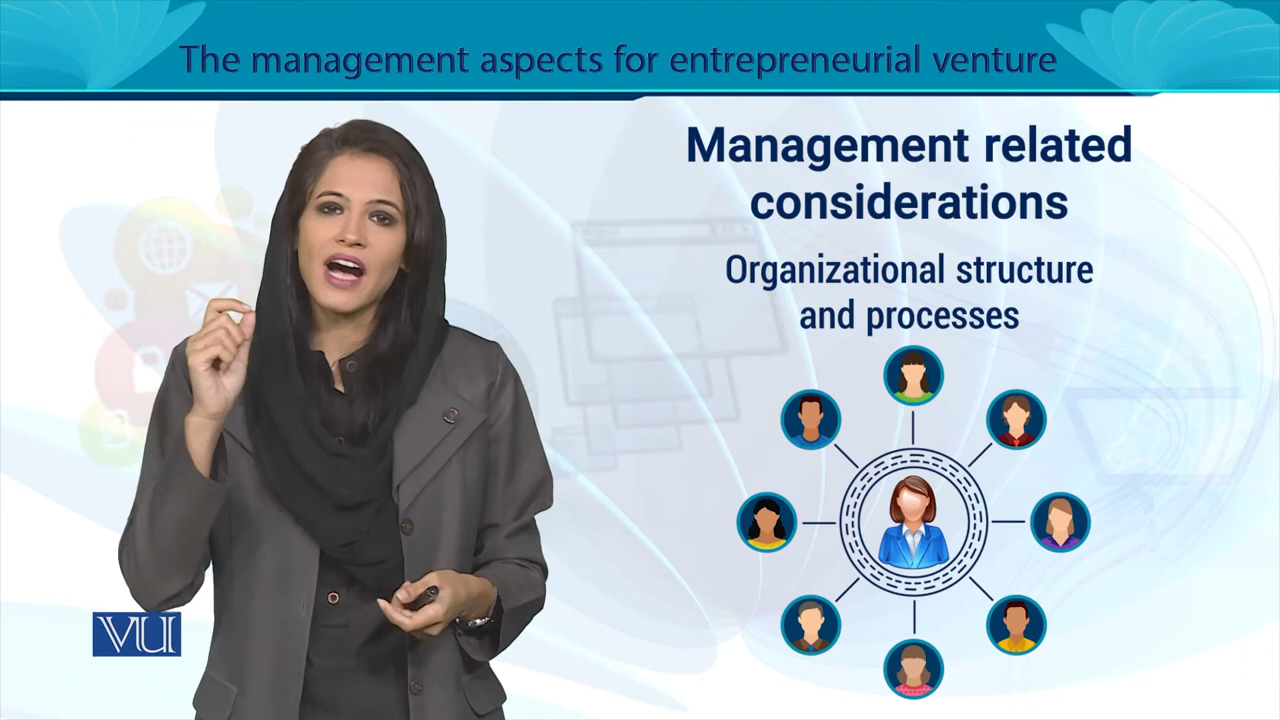 The management aspects for entrepreneurial venture
Management related
considerations
Organizational structure
and processes
VU